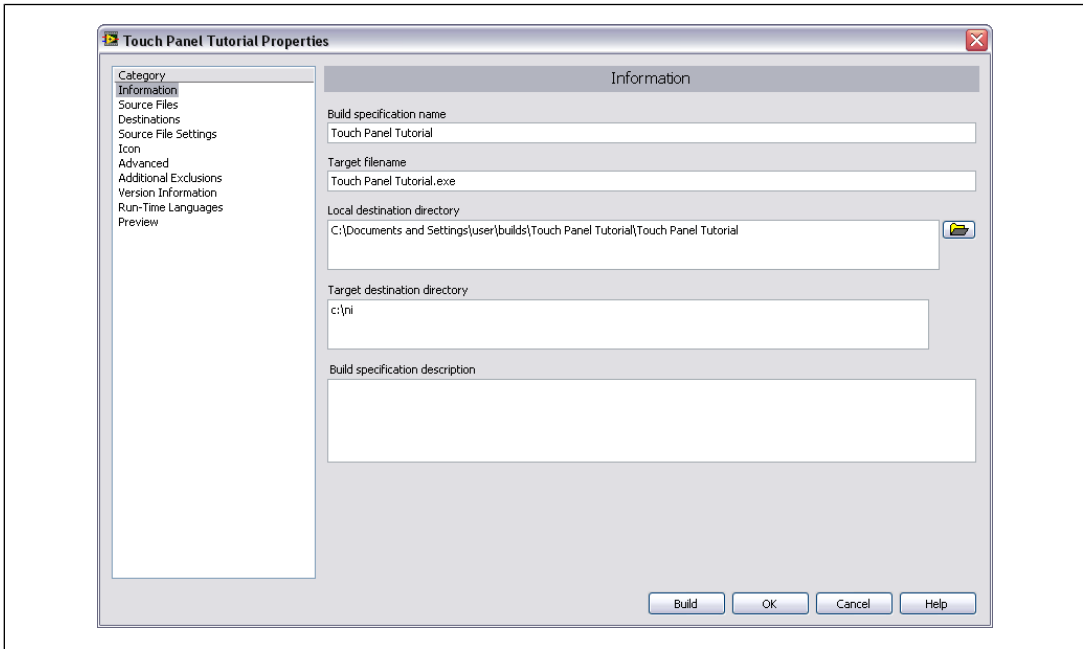 Touch Panel Tutorial Properties
Category
Information
Source Files
Destinations
Source File Settings
Icon
Advanced
Additional Exclusions
Version Information
Run-Time Languages
Preview
Information
Build specification name
Touch Panel Tutorial
Target filename
Touch Panel Tutorial.exe
Local destination directory
C:\Documents and Settings\user\builds\Touch Panel Tutorial\Touch Panel Tutorial
Target destination directory
c:\ni
Build specification description
Build
OK
Cancel
Help